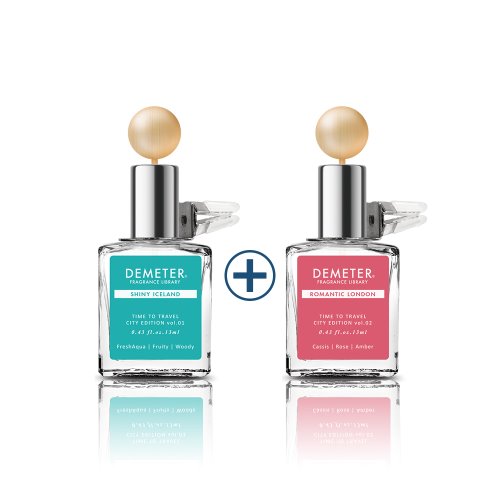 DEMETER®
FRAGRANCE LIBRARY
SHINY ICELAND
TIME TO TRAVEL
CITY EDITION vol.02
0.43 fl.oz.13ml
FreshAqua | Fruity | Woody
DEMETER®
FRAGRANCE LIBRARY
ROMANTIC LONDON
TIME TO TRAVEL
CITY EDITION vol.02
0.43 fl.oz.13ml
Cassis | Rose | Amber